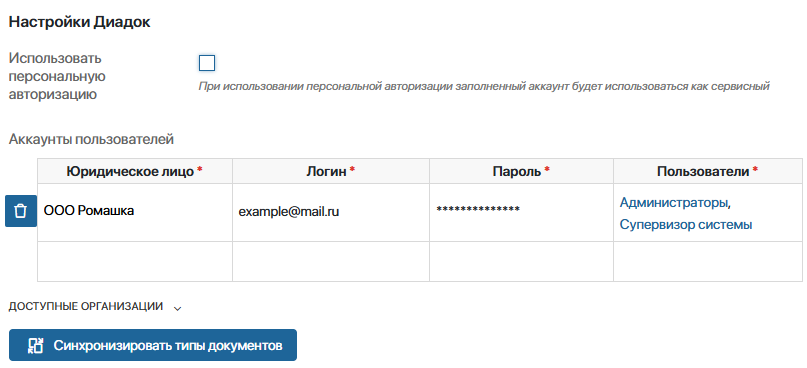 Настройки Диадок
Использовать
персональную
авторизацию
При использовании персональной авторизации заполненный аккаунт будет использоваться как сервисный
Аккаунты пользователей
Юридическое лицо * Логин * Пароль * Пользователи *
ООО Ромашка example@mail.ru ************** Администраторы,
Супервизор системы
ДОСТУПНЫЕ ОРГАНИЗАЦИИ
Синхронизировать типы документов